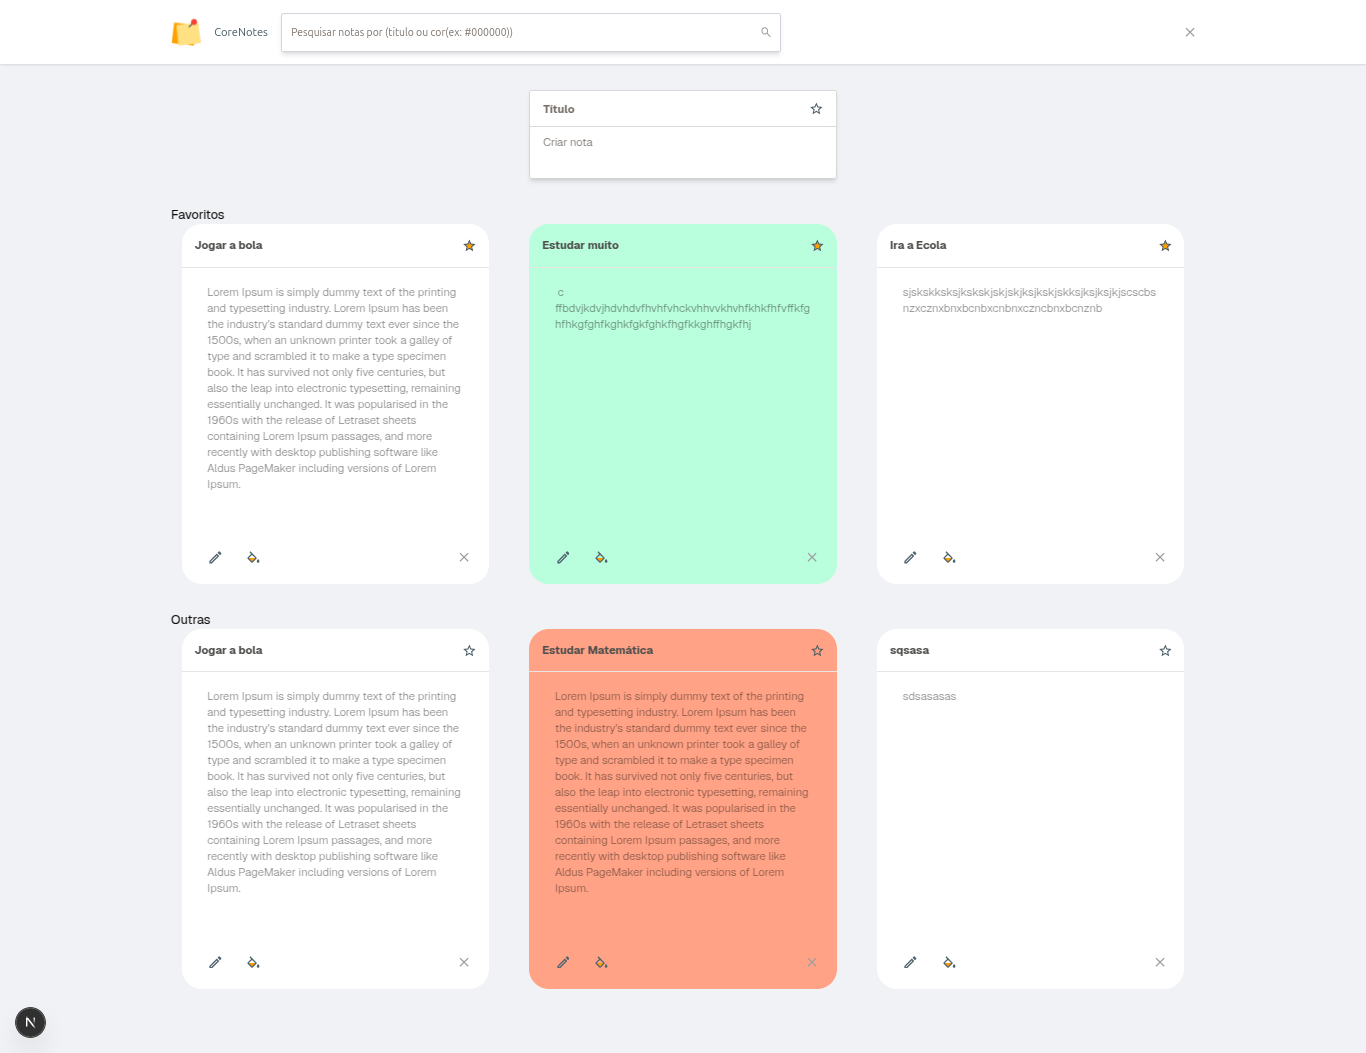 CoreNotes
Pesquisar notas por (titulo ou cor(ex: #000000))
Título
Criar nota
Favoritos
Jogar a bola
Lorem Ipsum is simply dummy text of the printing
and typesetting industry. Lorem Ipsum has been
the industry's standard dummy text ever since the
1500s, when an unknown printer took a galley of
type and scrambled it to make a type specimen
book. It has survived not only five centuries, but
also the leap into electronic typesetting, remaining
essentially unchanged. It was popularised in the
1960s with the release of Letraset sheets
containing Lorem Ipsum passages, and more
recently with desktop publishing software like
Aldus PageMaker including versions of Lorem
Ipsum.
Estudar muito
c
ffbdvjkdvjhdvhdvfhvhfvhckvhhvvkhvhfkhkfhfvffkfg
hfhkgfghfkghkfgkfghkfhgfkkghffhgkfhj
Ira a Ecola
sjskskksksjkskskjskjskjksjkskjskksjksjksjkjscscbs
nzxcznxbnxbcnbxcnbnxczncbnxbcnznb
Outras
Jogar a bola
Lorem Ipsum is simply dummy text of the printing
and typesetting industry. Lorem Ipsum has been
the industry's standard dummy text ever since the
1500s, when an unknown printer took a galley of
type and scrambled it to make a type specimen
book. It has survived not only five centuries, but
also the leap into electronic typesetting, remaining
essentially unchanged. It was popularised in the
1960s with the release of Letraset sheets
containing Lorem Ipsum passages, and more
recently with desktop publishing software like
Aldus PageMaker including versions of Lorem
Ipsum.
Estudar Matemática
Lorem Ipsum is simply dummy text of the printing
and typesetting industry. Lorem Ipsum has been
the industry's standard dummy text ever since the
1500s, when an unknown printer took a galley of
type and scrambled it to make a type specimen
book. It has survived not only five centuries, but
also the leap into electronic typesetting, remaining
essentially unchanged. It was popularised in the
1960s with the release of Letraset sheets
containing Lorem Ipsum passages, and more
recently with desktop publishing software like
Aldus PageMaker including versions of Lorem
Ipsum.
sqsasa
sdsasasas
N